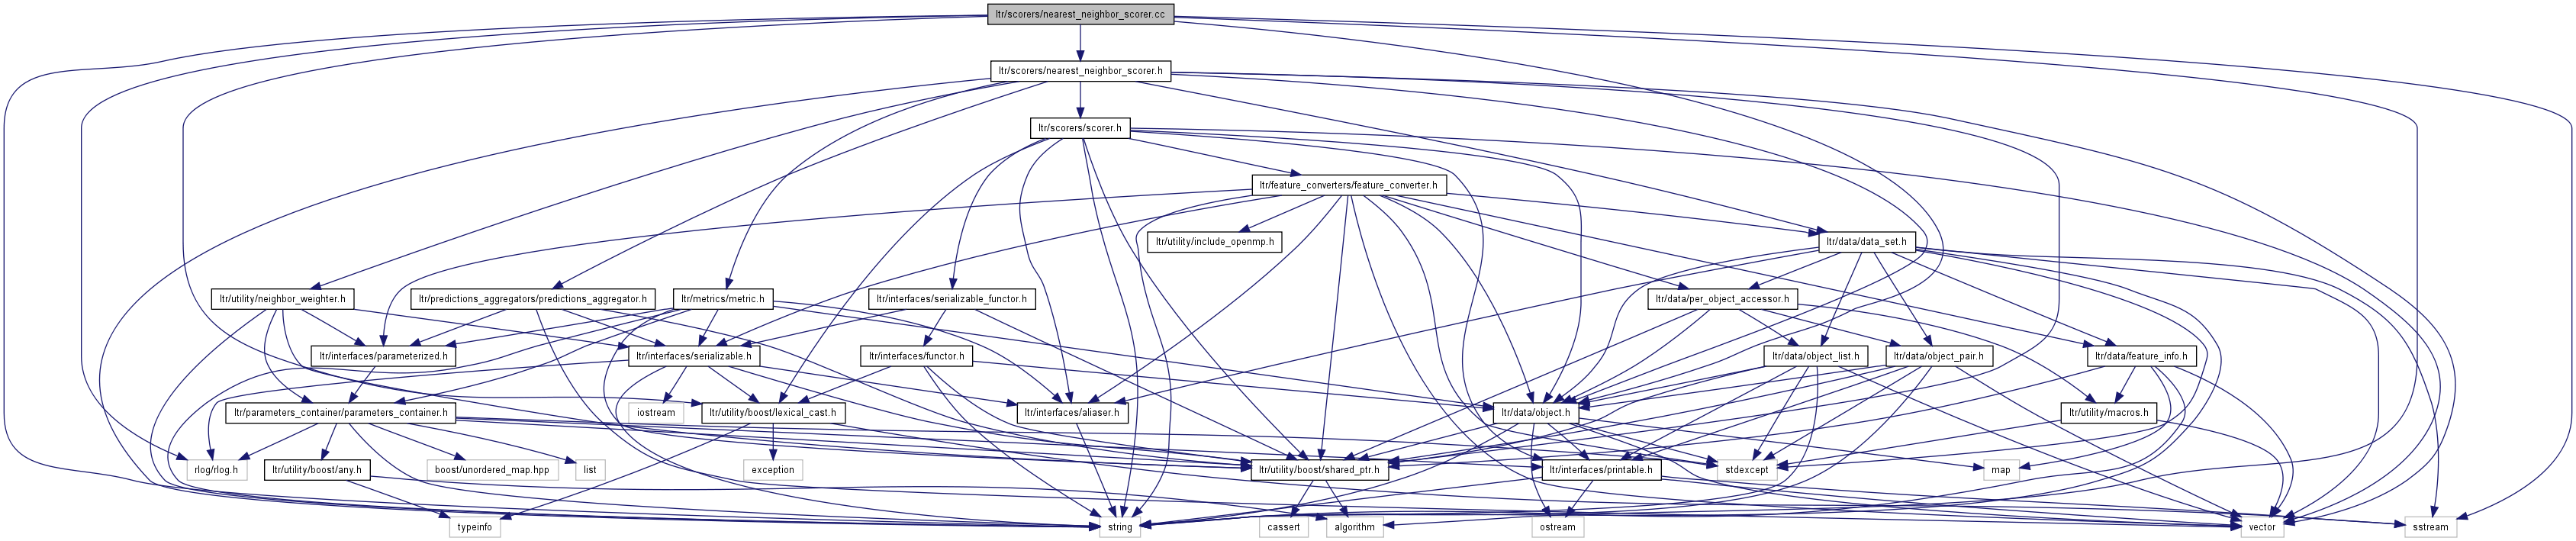 ltr/scorers/nearest_neighbor_scorer.cc
ltr/scorers/nearest_neighbor_scorer.h
ltr/scorers/scorer.h
ltr/feature_converters/feature_converter.h
ltr/utility/include_openmp.h
ltr/data/data_set.h
ltr/utility/neighbor_weighter.h
ltr/predictions_aggregators/predictions_aggregator.h
ltr/metrics/metric.h
ltr/interfaces/serializable_functor.h
ltr/data/per_object_accessor.h
ltr/interfaces/parameterized.h
ltr/interfaces/serializable.h
ltr/interfaces/functor.h
ltr/data/object_list.h
ltr/data/object_pair.h
ltr/data/feature_info.h
ltr/parameters_container/parameters_container.h
iostream
ltr/utility/boost/lexical_cast.h
ltr/interfaces/aliaser.h
ltr/data/object.h
ltr/utility/macros.h
rlog/rlog.h
ltr/utility/boost/any.h
boost/unordered_map.hpp
list
exception
ltr/utility/boost/shared_ptr.h
ltr/interfaces/printable.h
stdexcept
map
typeinfo
string
cassert
algorithm
ostream
vector
sstream